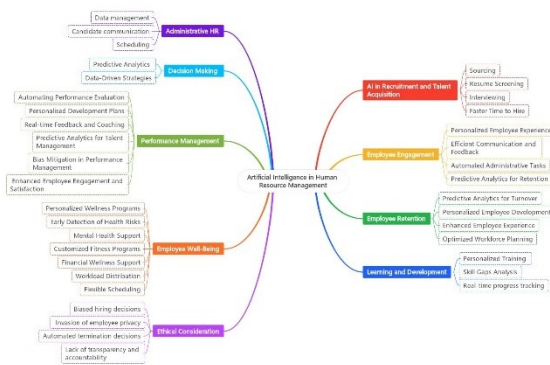 Data management
Candidate communication
Scheduling
Administrative HR
Predictive Analytics
Data-Driven Strategies
Decision Making
Automating Performance Evaluation
Personalized Development Plans
Real-time Feedback and Coaching
Predictive Analytics for Talent
Management
Bias Mitigation in Performance
Management
Enhanced Employee Engagement and
Satisfaction
Performance Management
Personalized Wellness Programs
Early Detection of Health Risks
Mental Health Support
Customized Fitness Programs
Financial Wellness Support
Workload Distribution
Flexible Scheduling
Employee Well-Being
Biased hiring decisions
Invasion of employee privacy
Automated termination decisions
Lack of transparency and
accountability
Ethical Consideration
Artificial Intelligence in Human
Resource Management
AI in Recruitment and Talent
Acquisition
Sourcing
Resume Screening
Interviewing
Faster Time to Hire
Employee Engagement
Personalized Employee Experience
Efficient Communication and
Feedback
Automated Administrative Tasks
Predictive Analytics for Retention
Employee Retention
Predictive Analytics for Turnover
Personalized Employee Development
Enhanced Employee Experience
Optimized Workforce Planning
Learning and Development
Personalized Training
Skill Gaps Analysis
Real-time progress tracking